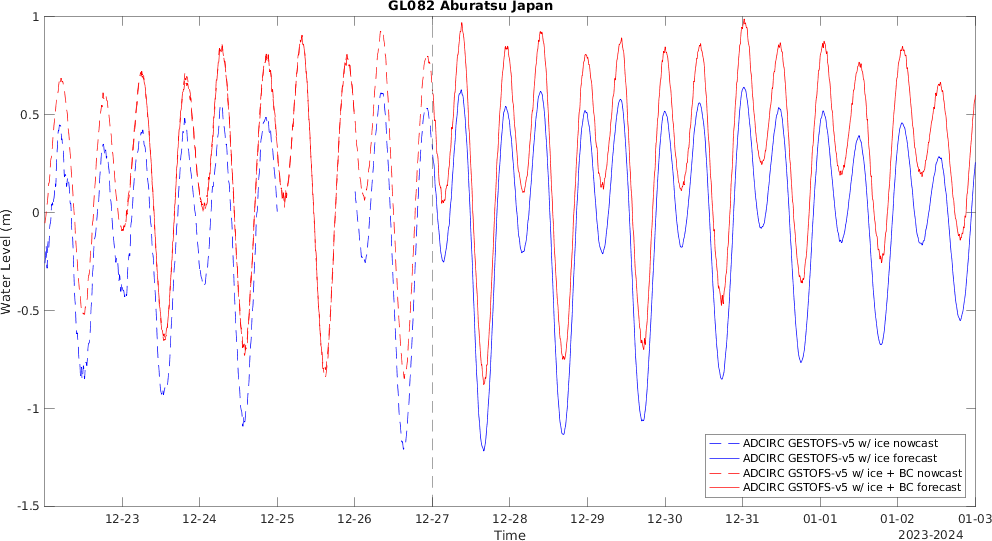 GL082 Aburatsu Japan
1
0.5
0
-0.5
-1
-1.5
Water Level (m)
12-23
12-24
12-25
12-26
12-27
12-28
12-29
12-30
12-31
01-01
01-02
01-03
Time
2023-2024
ADCIRC GESTOFS-v5 w/ ice nowcast
ADCIRC GESTOFS-v5 w/ ice forecast
ADCIRC GSTOFS-v5 w/ ice + BC nowcast
ADCIRC GSTOFS-v5 w/ ice + BC forecast